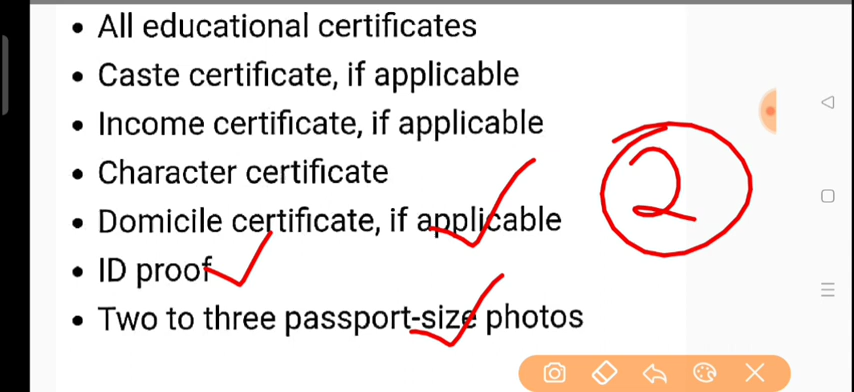 • All educational certificates
• Caste certificate, if applicable
• Income certificate, if applicable
• Character certificate
• Domicile certificate, if applicable
• ID proof
• Two to three passport-size photos
2